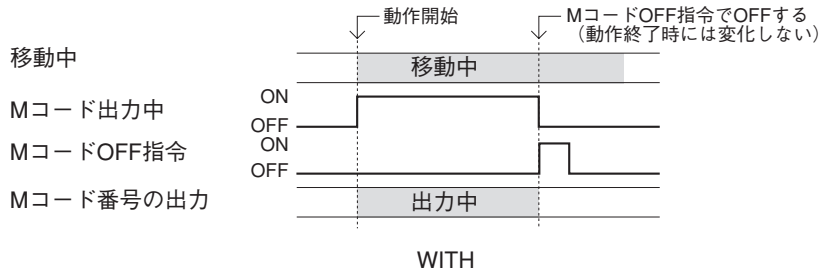 動作開始
MコードOFF指令でOFFする
（動作終了時には変化しない）
移動中
移動中
Mコード出力中
ON
OFF
MコードOFF指令
ON
OFF
Mコード番号の出力
出力中
WITH